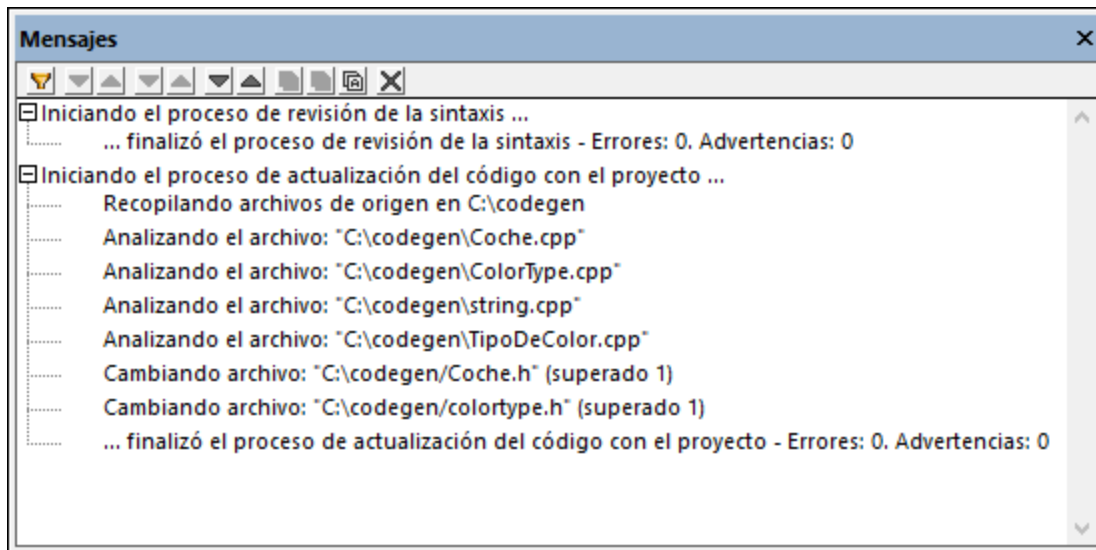 Mensajes
Iniciando el proceso de revisión de la sintaxis ...
... finalizó el proceso de revisión de la sintaxis - Errores: 0. Advertencias: 0
Iniciando el proceso de actualización del código con el proyecto ...
Recopilando archivos de origen en C:\codegen
Analizando el archivo: "C:\codegen\Coche.cpp"
Analizando el archivo: "C:\codegen\ColorType.cpp"
Analizando el archivo: "C:\codegen\string.cpp"
Analizando el archivo: "C:\codegen\TipoDeColor.cpp"
Cambiando archivo: "C:\codegen/Coche.h" (superado 1)
Cambiando archivo: "C:\codegen/colortype.h" (superado 1)
... finalizó el proceso de actualización del código con el proyecto - Errores: 0. Advertencias: 0